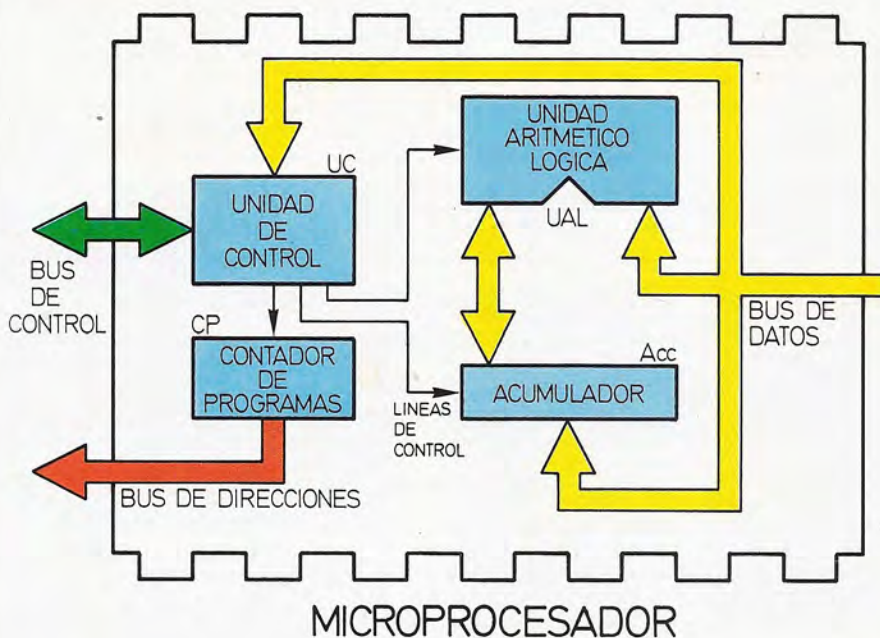 UC
UNIDAD
DE
CONTROL
UNIDAD
ARITMETICO
LOGICA
UAL
BUS
DE
CONTROL
BUS DE
DATOS
CP
CONTADOR
DE
PROGRAMAS
Acc
ACUMULADOR
LINEAS
DE
CONTROL
BUS DE DIRECCIONES
MICROPROCESADOR